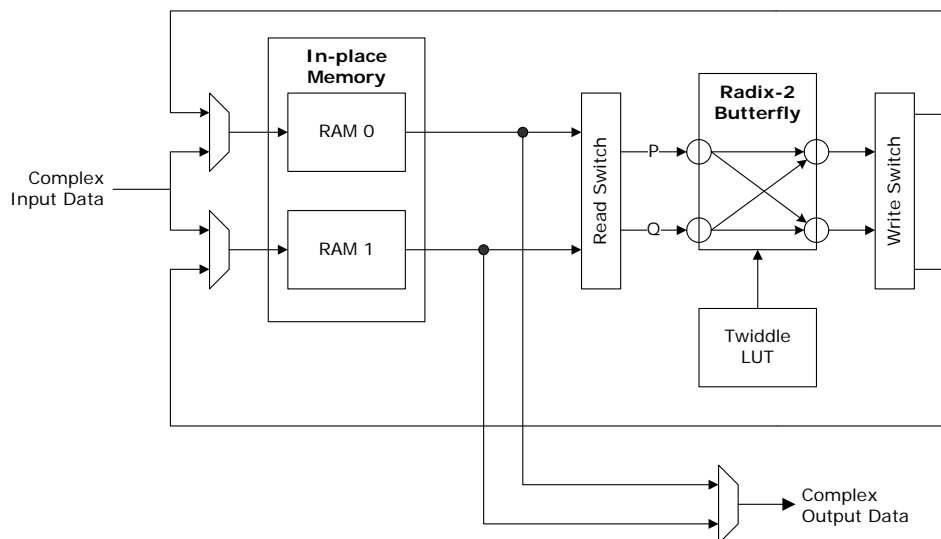 In-place
Memory
RAM 0
RAM 1
Complex
Input Data
Read Switch
P
Q
Radix-2
Butterfly
Write Switch
Twiddle
LUT
Complex
Output Data